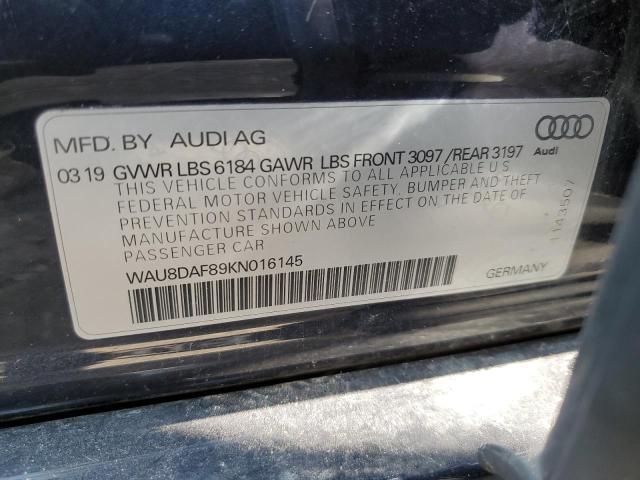 MFD. BY AUDI AG
Audi
03 19 GVWR LBS 6184 GAWR LBS FRONT 3097 /REAR 3197
THIS VEHICLE CONFORMS TO ALL APPLICABLE U S
FEDERAL MOTOR VEHICLE SAFETY, BUMPER AND THEFT
PREVENTION STANDARDS IN EFFECT ON THE DATE OF
MANUFACTURE SHOWN ABOVE
PASSENGER CAR
WAU8DAF89KN016145
GERMANY
1143507